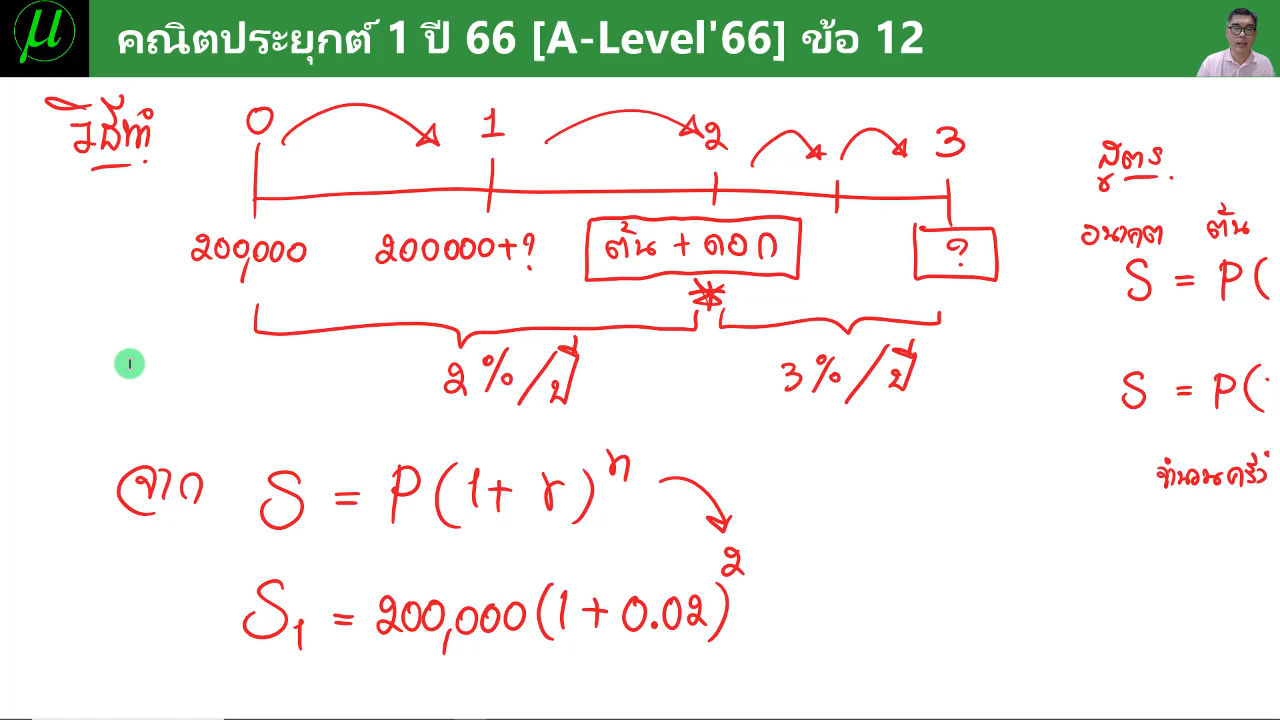 μ
คณิตประยุกต์ 1 ปี 66 [A-Level'66] ข้อ 12
วิธีทำ
0 1 2 3
200,000 200000+? ต้น + ดอก ?
*
2%/ปี 3%/ปี
จาก S = P(1+ r)^n
2
S1 = 200,000(1+0.02)
สูตร
อนาคต ต้น
S = P(
S = P(
จำนวนครั้ง